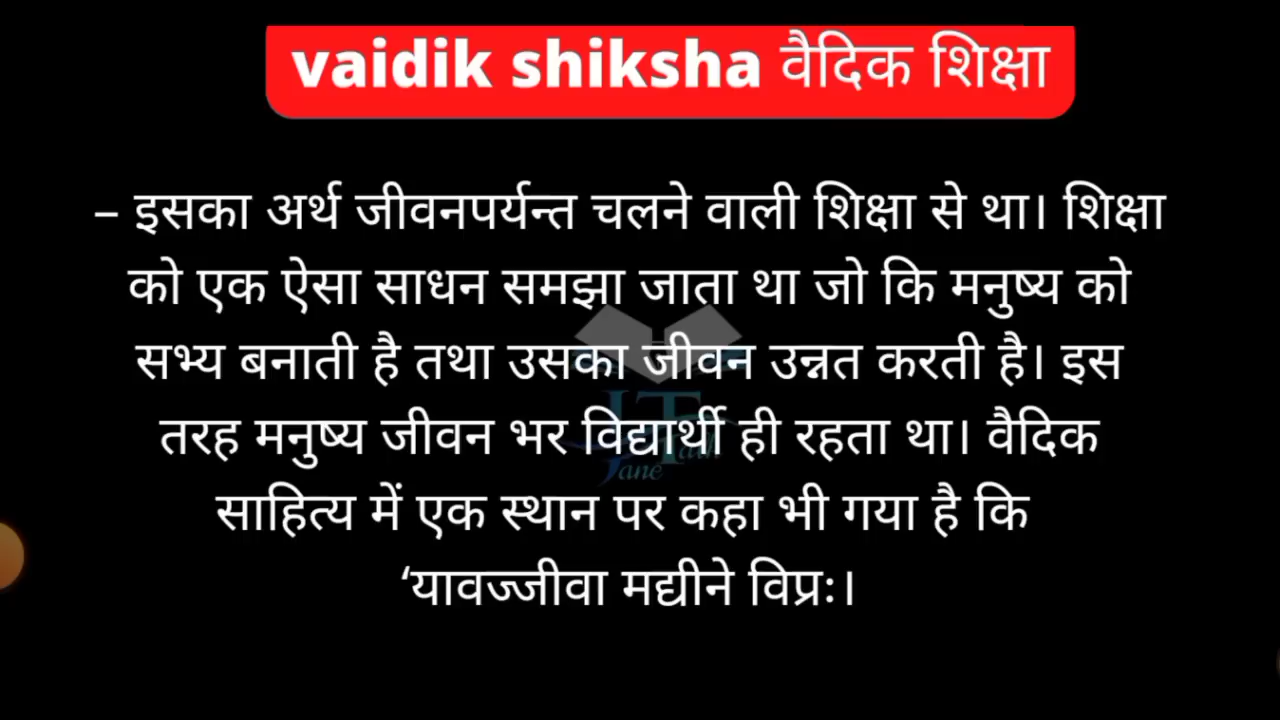 vaidik shiksha वैदिक शिक्षा
– इसका अर्थ जीवनपर्यन्त चलने वाली शिक्षा से था। शिक्षा
को एक ऐसा साधन समझा जाता था जो कि मनुष्य को
सभ्य बनाती है तथा उसका जीवन उन्नत करती है। इस
तरह मनुष्य जीवन भर विद्यार्थी ही रहता था। वैदिक
साहित्य में एक स्थान पर कहा भी गया है कि
‘यावज्जीवा मद्यीने विप्रः।